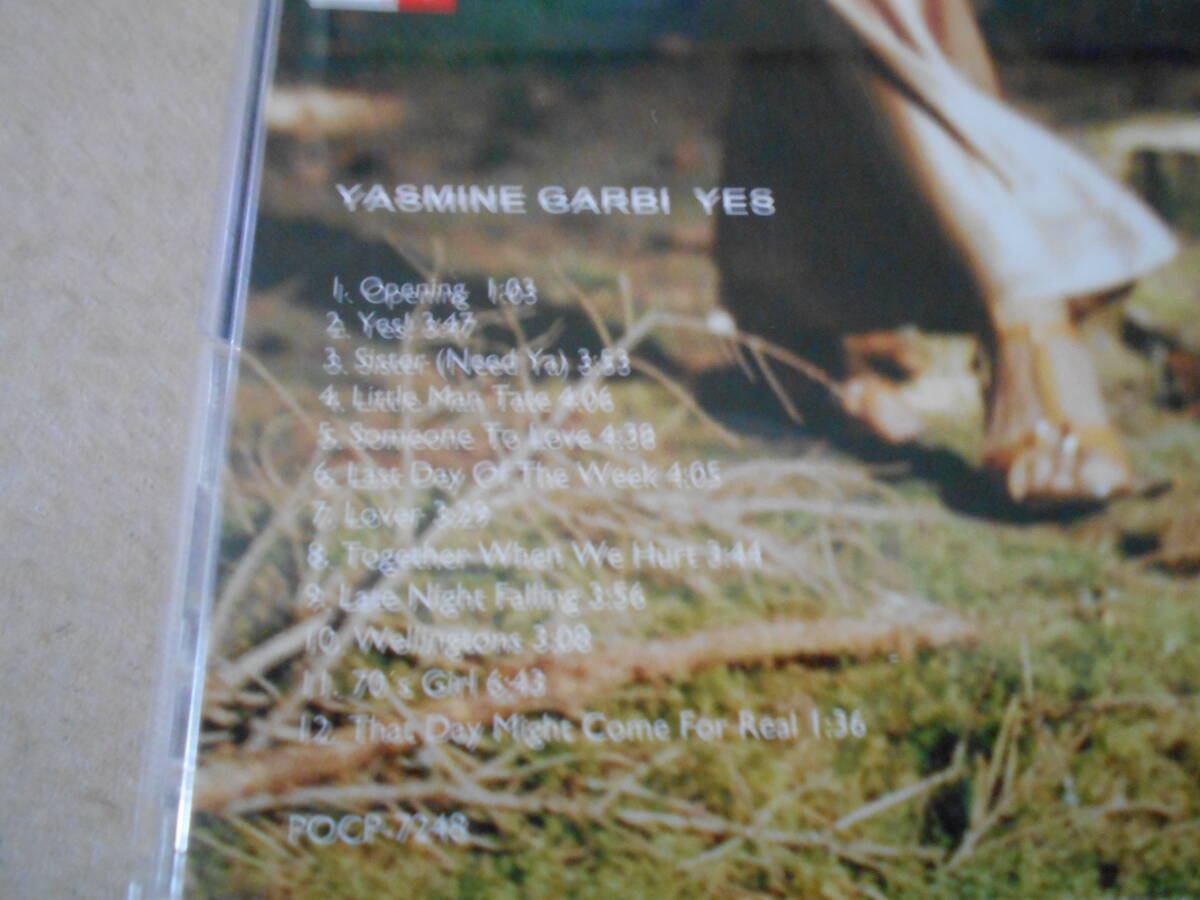 YASMINE GARBI YES
1. Opening 1:03
2. Yes! 3:47
3. Sister (Need Ya) 3:53
4. Little Man Tate 4:06
5. Someone To Love 4:38
6. Last Day Of The Week 4:05
7. Lover 3:29
8. Together When We Hurt 3:44
9. Late Night Falling 3:56
10. Wellingtons 3:08
11. 70's Girl 6:43
12. That Day Might Come For Real 1:36
POCP-7248